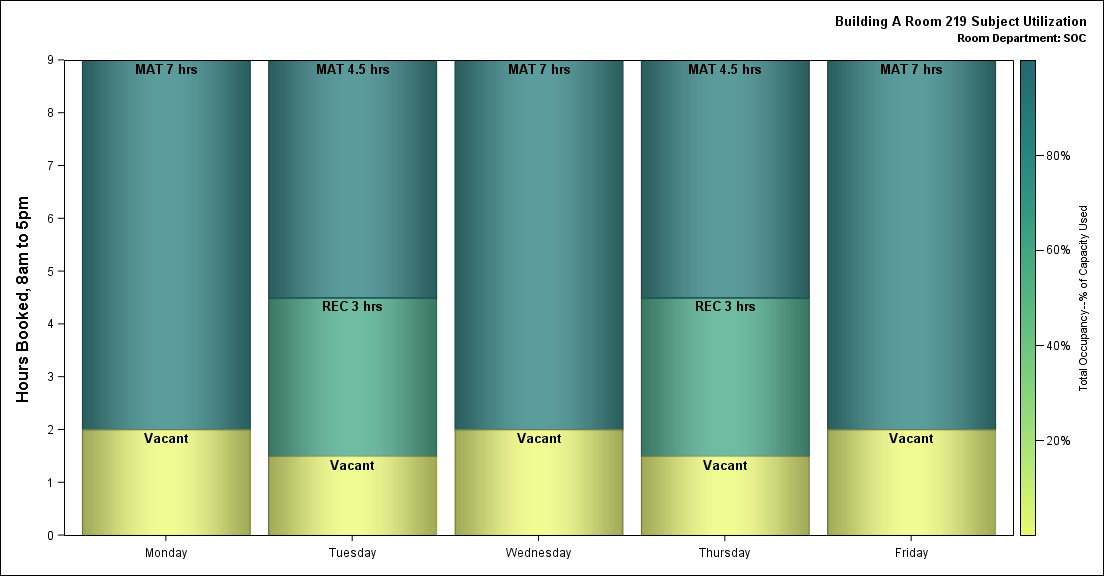 Building A Room 219 Subject Utilization
Room Department: SOC
Hours Booked, 8am to 5pm
9
8
7
6
5
4
3
2
1
0
MAT 7 hrs
Vacant
MAT 4.5 hrs
REC 3 hrs
Vacant
MAT 7 hrs
Vacant
MAT 4.5 hrs
REC 3 hrs
Vacant
MAT 7 hrs
Vacant
Monday
Tuesday
Wednesday
Thursday
Friday
80%
60%
40%
20%
Total Occupancy--% of Capacity Used